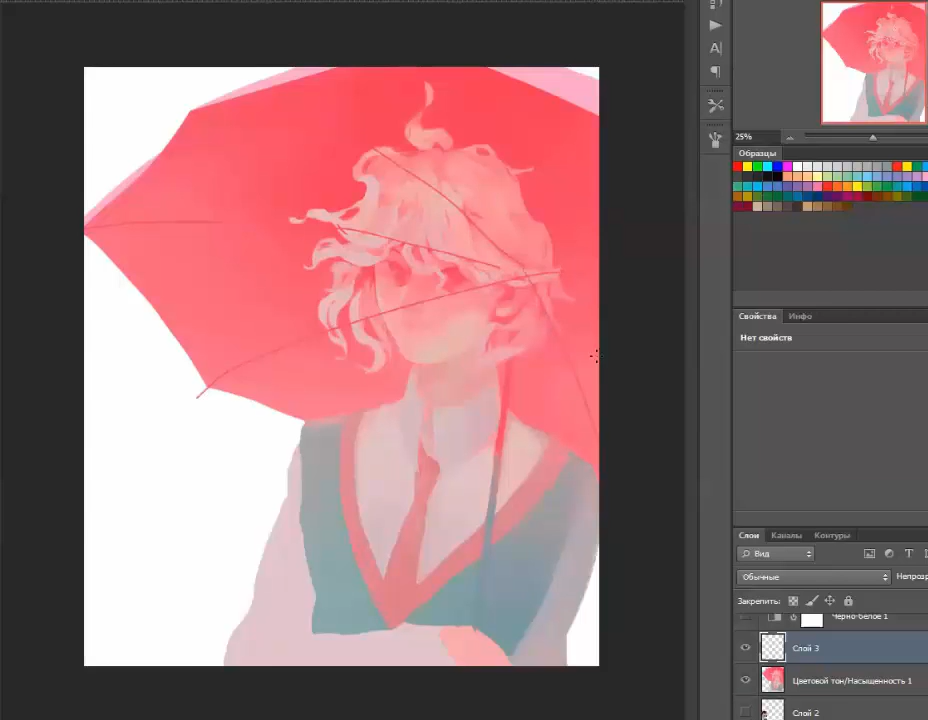 25%
Образцы
Свойства Инфо
Нет свойств
Слои Каналы Контуры
Вид
Обычные
Закрепить:
Черно-белое 1
Слой 3
Цветовой тон/Насыщенность 1
Слой 2